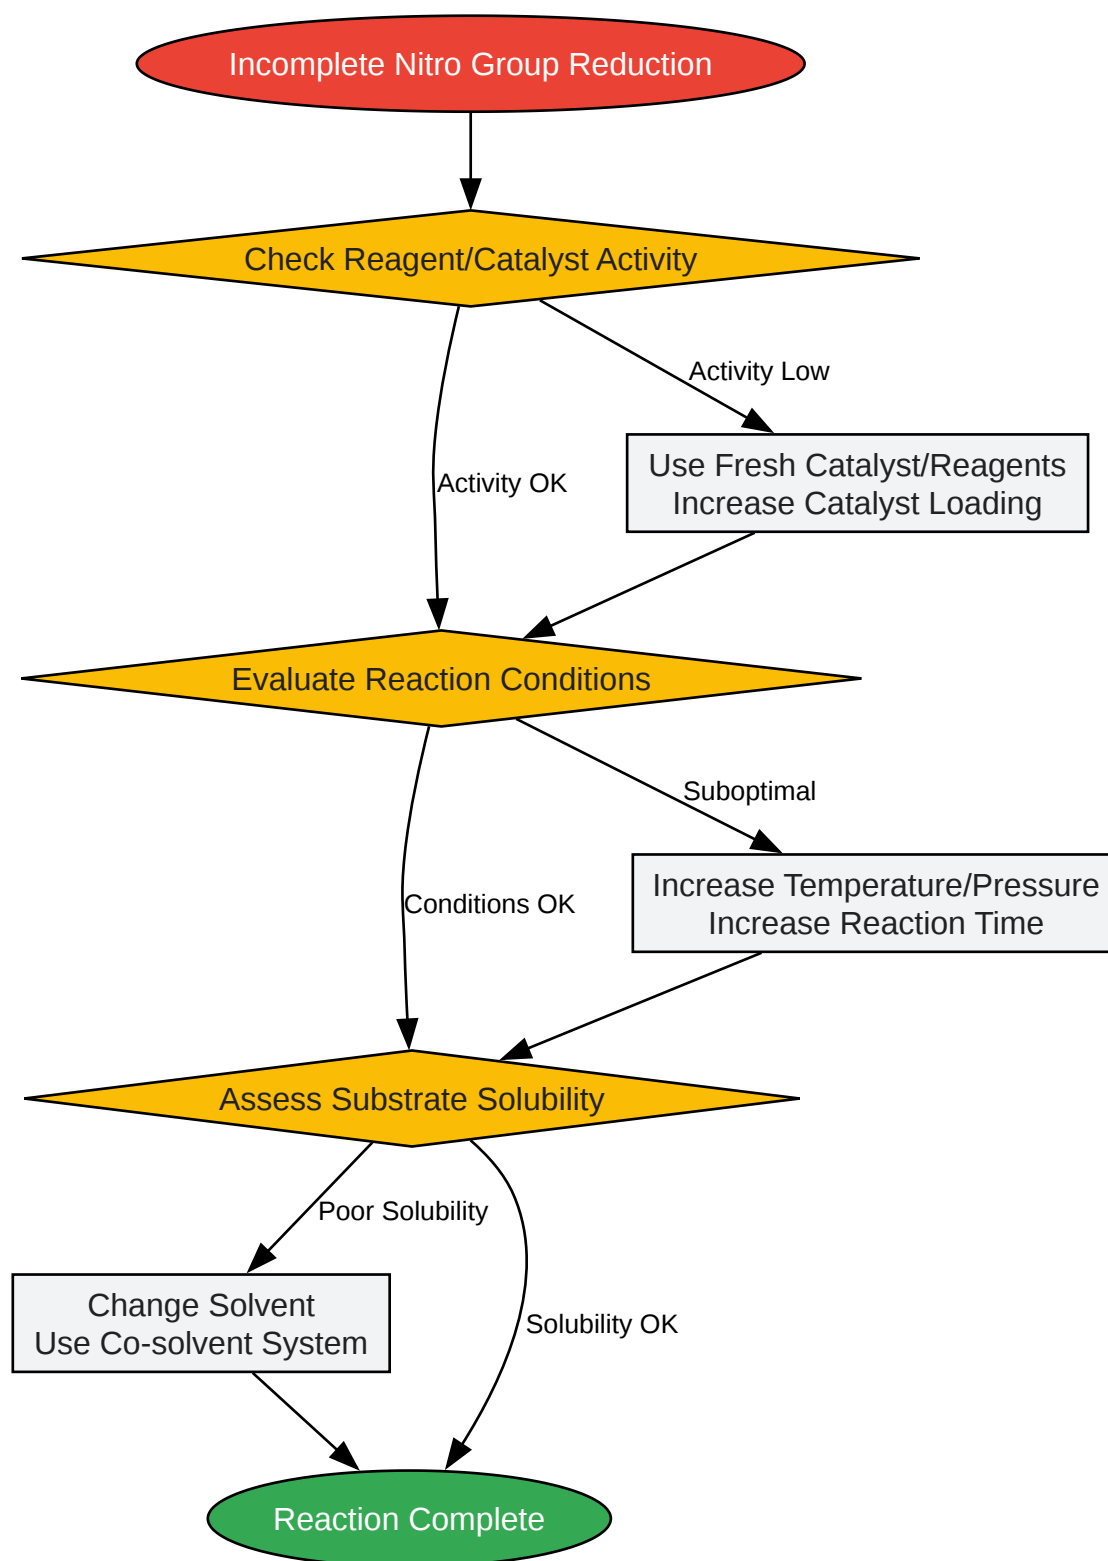 Incomplete Nitro Group Reduction
Check Reagent/Catalyst Activity
Activity Low
Use Fresh Catalyst/Reagents
Increase Catalyst Loading
Activity OK
Evaluate Reaction Conditions
Suboptimal
Increase Temperature/Pressure
Increase Reaction Time
Conditions OK
Assess Substrate Solubility
Poor Solubility
Change Solvent
Use Co-solvent System
Solubility OK
Reaction Complete